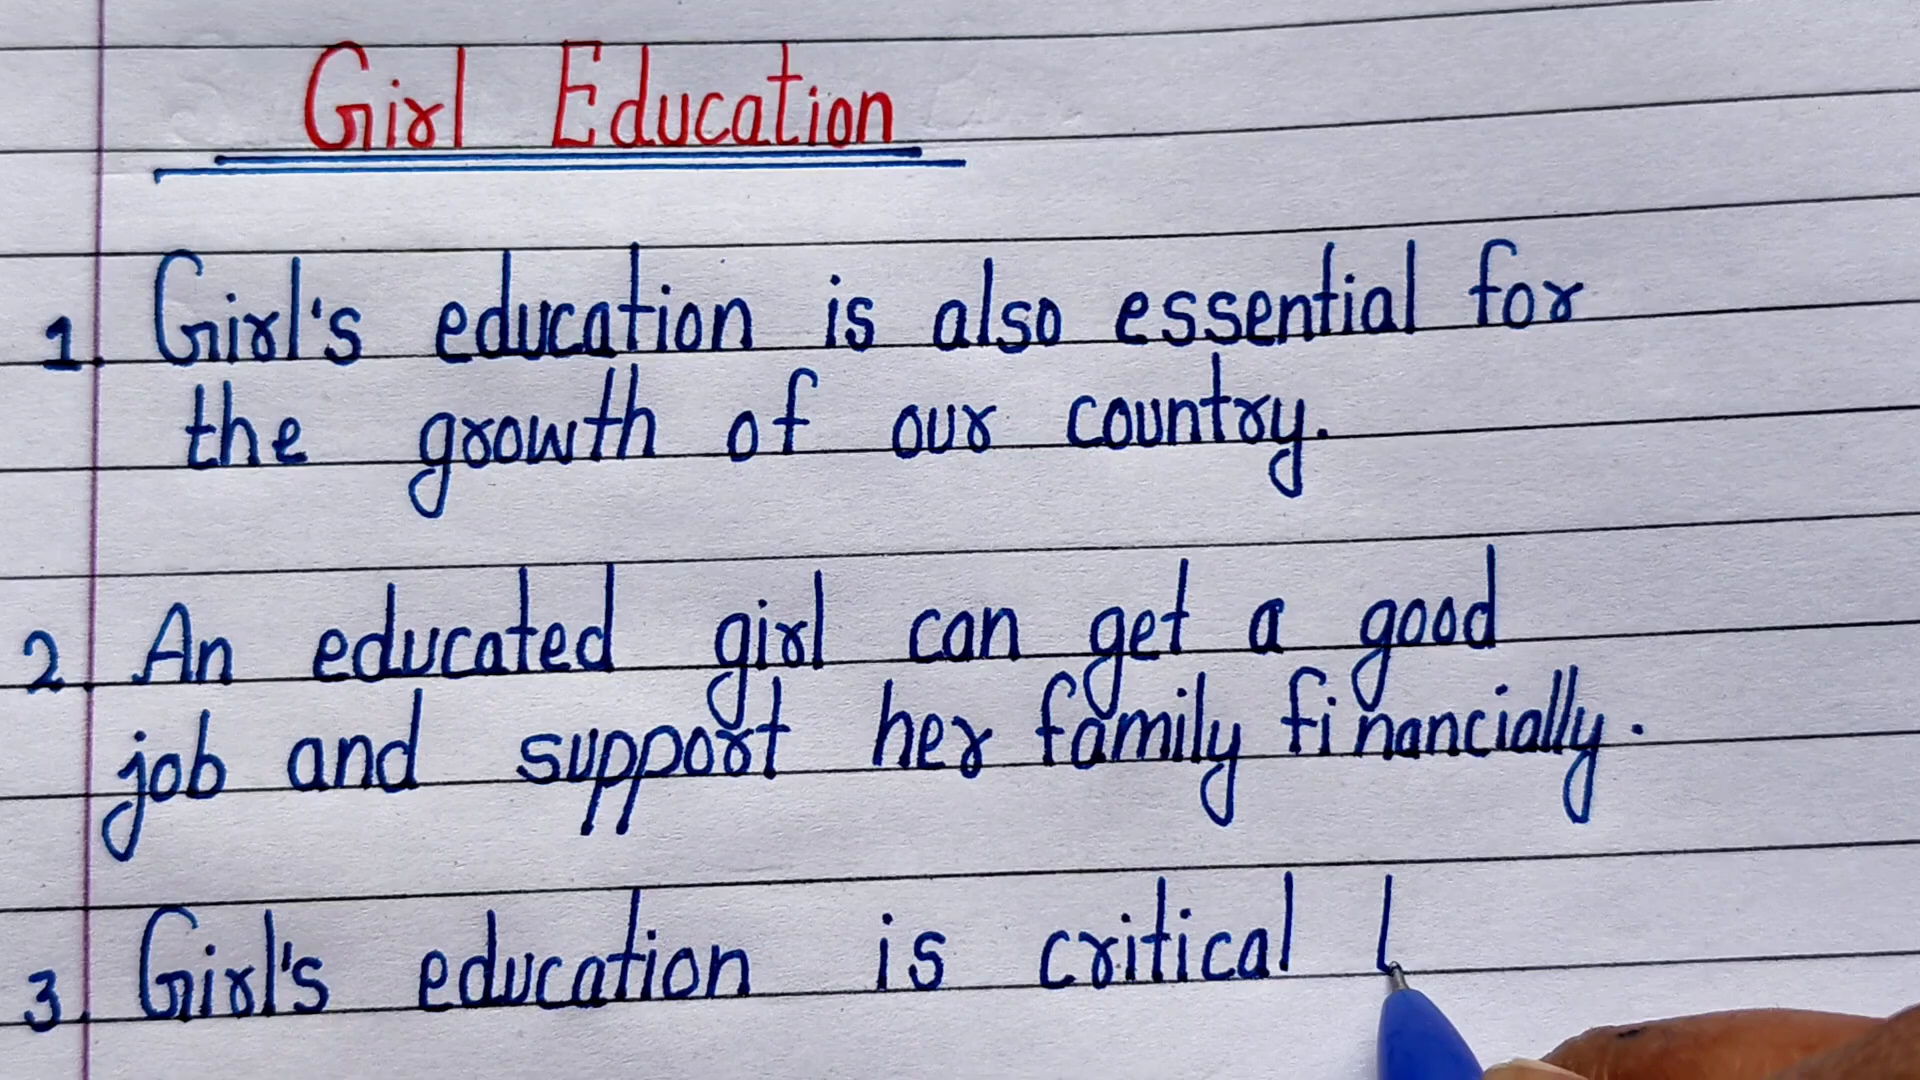 Girl Education
1. Girl's education is also essential for
the growth of our country.
2. An educated girl can get a good
job and support her family financially.
3. Girl's education is critical